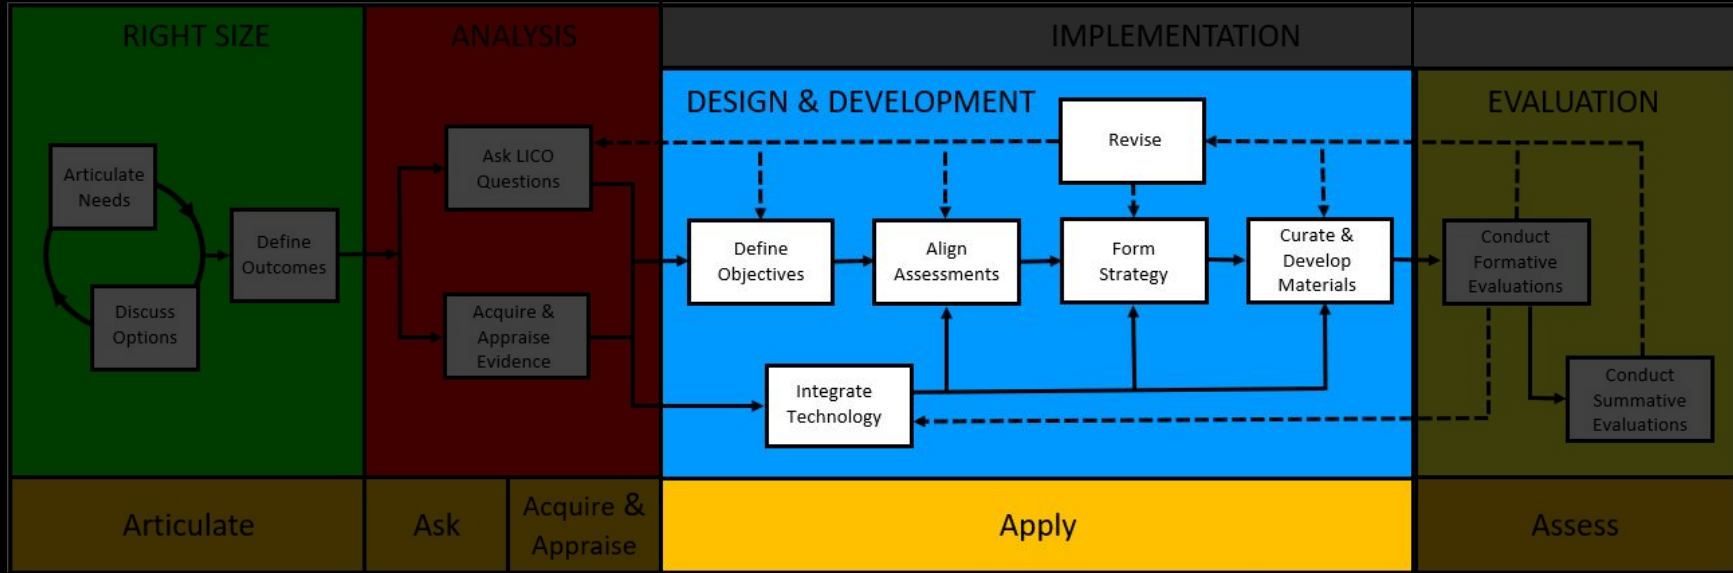 RIGHT SIZE
ANALYSIS
IMPLEMENTATION
DESIGN & DEVELOPMENT
EVALUATION
Articulate
Needs
Discuss
Options
Define
Outcomes
Ask LICO
Questions
Acquire &
Appraise
Evidence
Revise
Define
Objectives
Align
Assessments
Form
Strategy
Curate &
Develop
Materials
Integrate
Technology
Conduct
Formative
Evaluations
Conduct
Summative
Evaluations
Articulate
Ask
Acquire &
Appraise
Apply
Assess